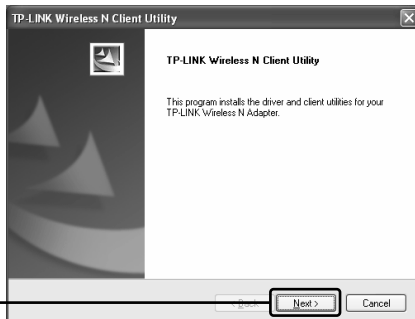 TP-LINK Wireless N Client Utility
TP-LINK Wireless N Client Utility
This program installs the driver and client utilities for your
TP-LINK Wireless N Adapter.
< Back Next > Cancel